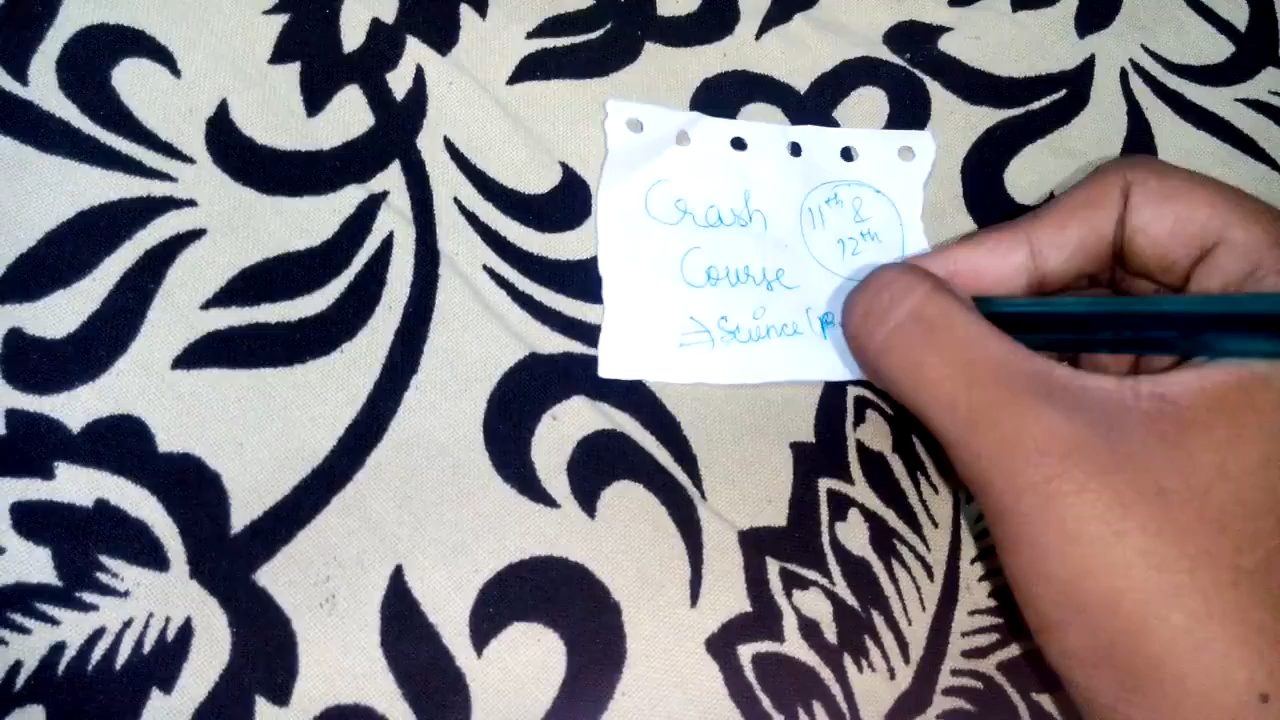 Crash
11th &
12th
Course
⇒ Science (